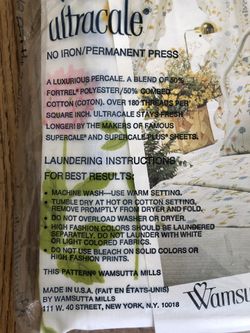 ultracale®
NO IRON/PERMANENT PRESS
A LUXURIOUS PERCALE. A BLEND OF 50%
FORTREL® POLYESTER/50% COMBED
COTTON (COTON). OVER 180 THREADS PER
SQUARE INCH. ULTRACALE STAYS FRESH
LONGER! BY THE MAKERS OF FAMOUS
SUPERCALE® AND SUPERCALE PLUS® SHEETS.
LAUNDERING INSTRUCTIONS
FOR BEST RESULTS:
• MACHINE WASH—USE WARM SETTING.
• TUMBLE DRY AT HOT OR COTTON SETTING,
REMOVE PROMPTLY FROM DRYER AND FOLD.
• DO NOT OVERLOAD WASHER OR DRYER.
• HIGH FASHION COLORS SHOULD BE LAUNDERED
SEPARATELY. DO NOT LAUNDER WITH WHITE
OR LIGHT COLORED FABRICS.
• DO NOT USE BLEACH ON SOLID COLORS OR
HIGH FASHION PRINTS.
THIS PATTERN © WAMSUTTA MILLS
MADE IN U.S.A. (FAIT EN ÉTATS-UNIS)
BY WAMSUTTA MILLS
111 W. 40 STREET, NEW YORK, N.Y. 10018
Wamsu